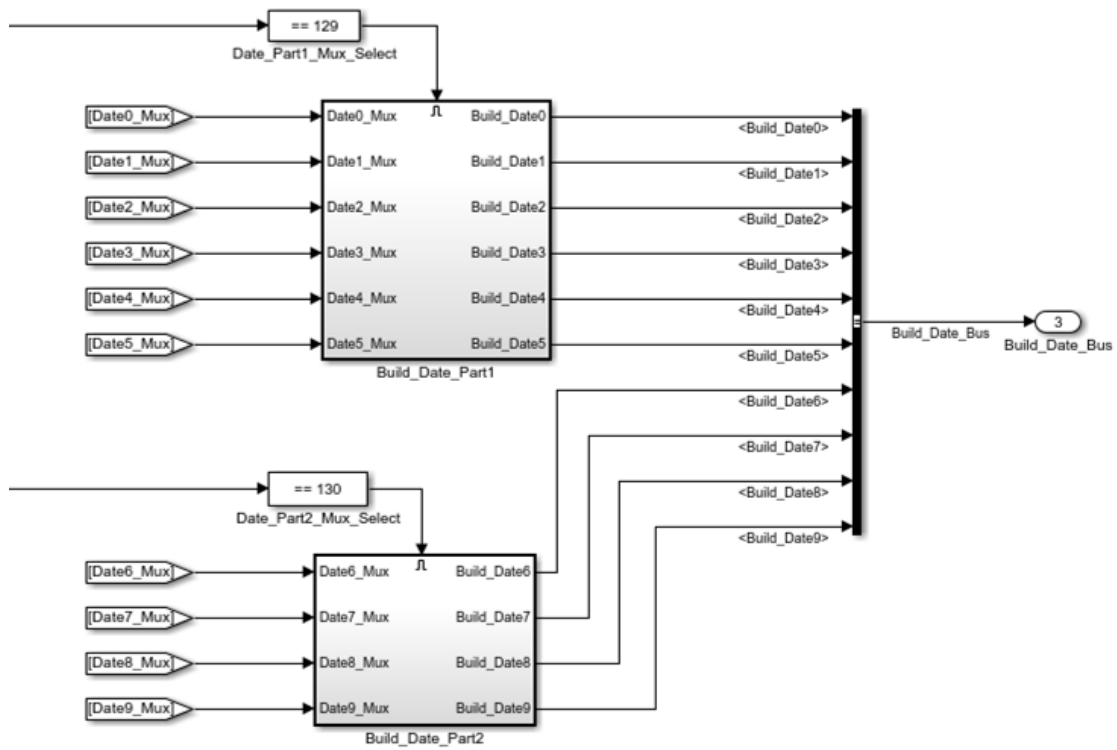 == 129
Date_Part1_Mux_Select
[Date0_Mux]
[Date1_Mux]
[Date2_Mux]
[Date3_Mux]
[Date4_Mux]
[Date5_Mux]
Date0_Mux
Date1_Mux
Date2_Mux
Date3_Mux
Date4_Mux
Date5_Mux
Build_Date0
Build_Date1
Build_Date2
Build_Date3
Build_Date4
Build_Date5
Build_Date_Part1
<Build_Date0>
<Build_Date1>
<Build_Date2>
<Build_Date3>
<Build_Date4>
<Build_Date5>
<Build_Date6>
<Build_Date7>
<Build_Date8>
<Build_Date9>
Build_Date_Bus
3
Build_Date_Bus
== 130
Date_Part2_Mux_Select
[Date6_Mux]
[Date7_Mux]
[Date8_Mux]
[Date9_Mux]
Date6_Mux
Date7_Mux
Date8_Mux
Date9_Mux
Build_Date6
Build_Date7
Build_Date8
Build_Date9
Build_Date_Part2